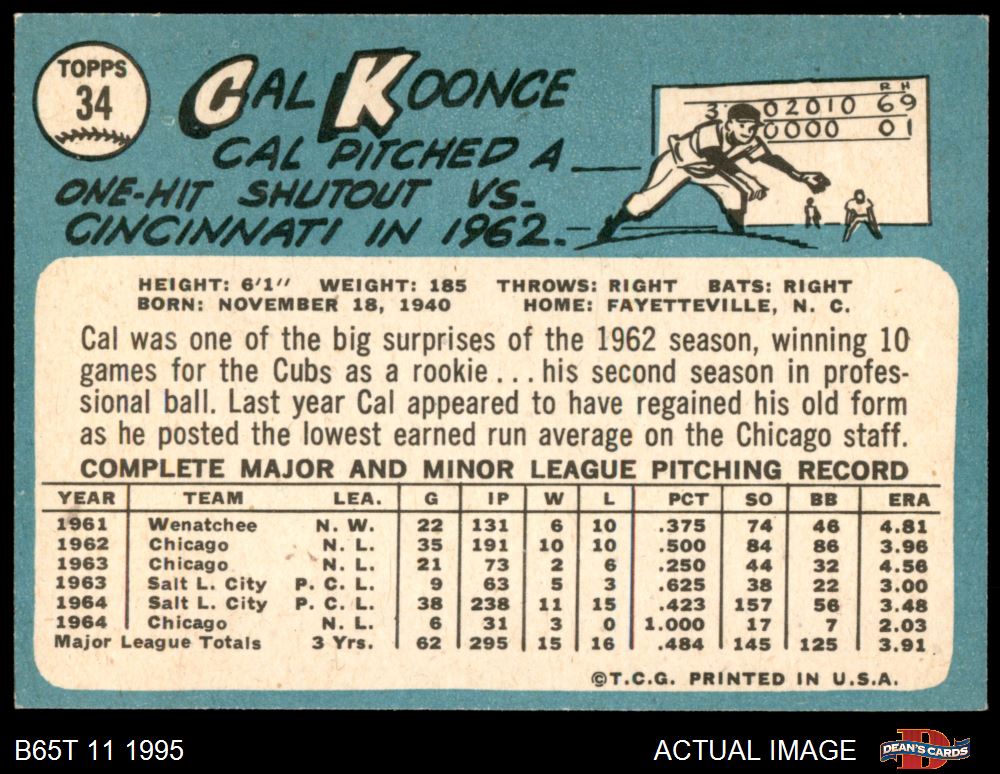 TOPPS
34
CAL KOONCE
CAL PITCHED A
ONE-HIT SHUTOUT VS.
CINCINNATI IN 1962.
R H
3 02010 6 9
0000 0 1
HEIGHT: 6'1" WEIGHT: 185 THROWS: RIGHT BATS: RIGHT
BORN: NOVEMBER 18, 1940 HOME: FAYETTEVILLE, N. C.
Cal was one of the big surprises of the 1962 season, winning 10
games for the Cubs as a rookie...his second season in profes-
sional ball. Last year Cal appeared to have regained his old form
as he posted the lowest earned run average on the Chicago staff.
COMPLETE MAJOR AND MINOR LEAGUE PITCHING RECORD
YEAR TEAM LEA. G IP W L PCT SO BB ERA
1961 Wenatchee N. W. 22 131 6 10 .375 74 46 4.81
1962 Chicago N. L. 35 191 10 10 .500 84 86 3.96
1963 Chicago N. L. 21 73 2 6 .250 44 32 4.56
1963 Salt L. City P. C. L. 9 63 5 3 .625 38 22 3.00
1964 Salt L. City P. C. L. 38 238 11 15 .423 157 56 3.48
1964 Chicago N. L. 6 31 3 0 1.000 17 7 2.03
Major League Totals 3 Yrs. 62 295 15 16 .484 145 125 3.91
©T.C.G. PRINTED IN U.S.A.
B65T 11 1995
ACTUAL IMAGE
DEAN'S CARDS